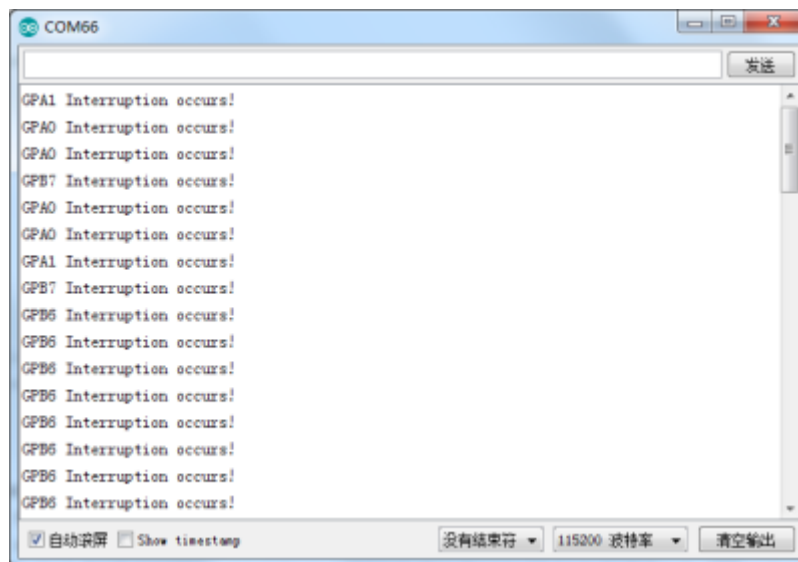 COM66
发送
GPA1 Interruption occurs!
GPA0 Interruption occurs!
GPA0 Interruption occurs!
GPB7 Interruption occurs!
GPA0 Interruption occurs!
GPA0 Interruption occurs!
GPA1 Interruption occurs!
GPB7 Interruption occurs!
GPB6 Interruption occurs!
GPB6 Interruption occurs!
GPB6 Interruption occurs!
GPB6 Interruption occurs!
GPB6 Interruption occurs!
GPB6 Interruption occurs!
GPB6 Interruption occurs!
GPB6 Interruption occurs!
自动滚屏 Show timestamp 没有结束符 115200 波特率 清空输出